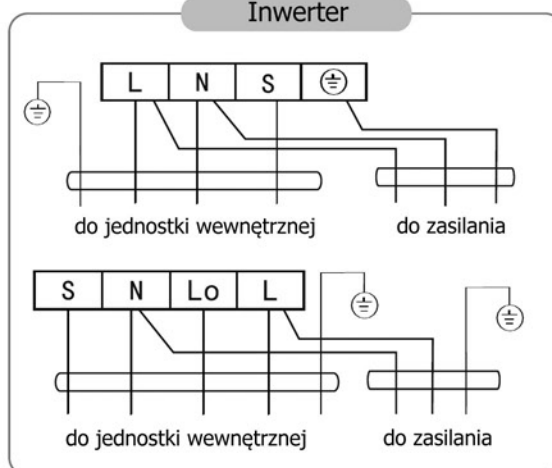 Inwerter
L N S
do jednostki wewnętrznej do zasilania
S N Lo L
do jednostki wewnętrznej do zasilania